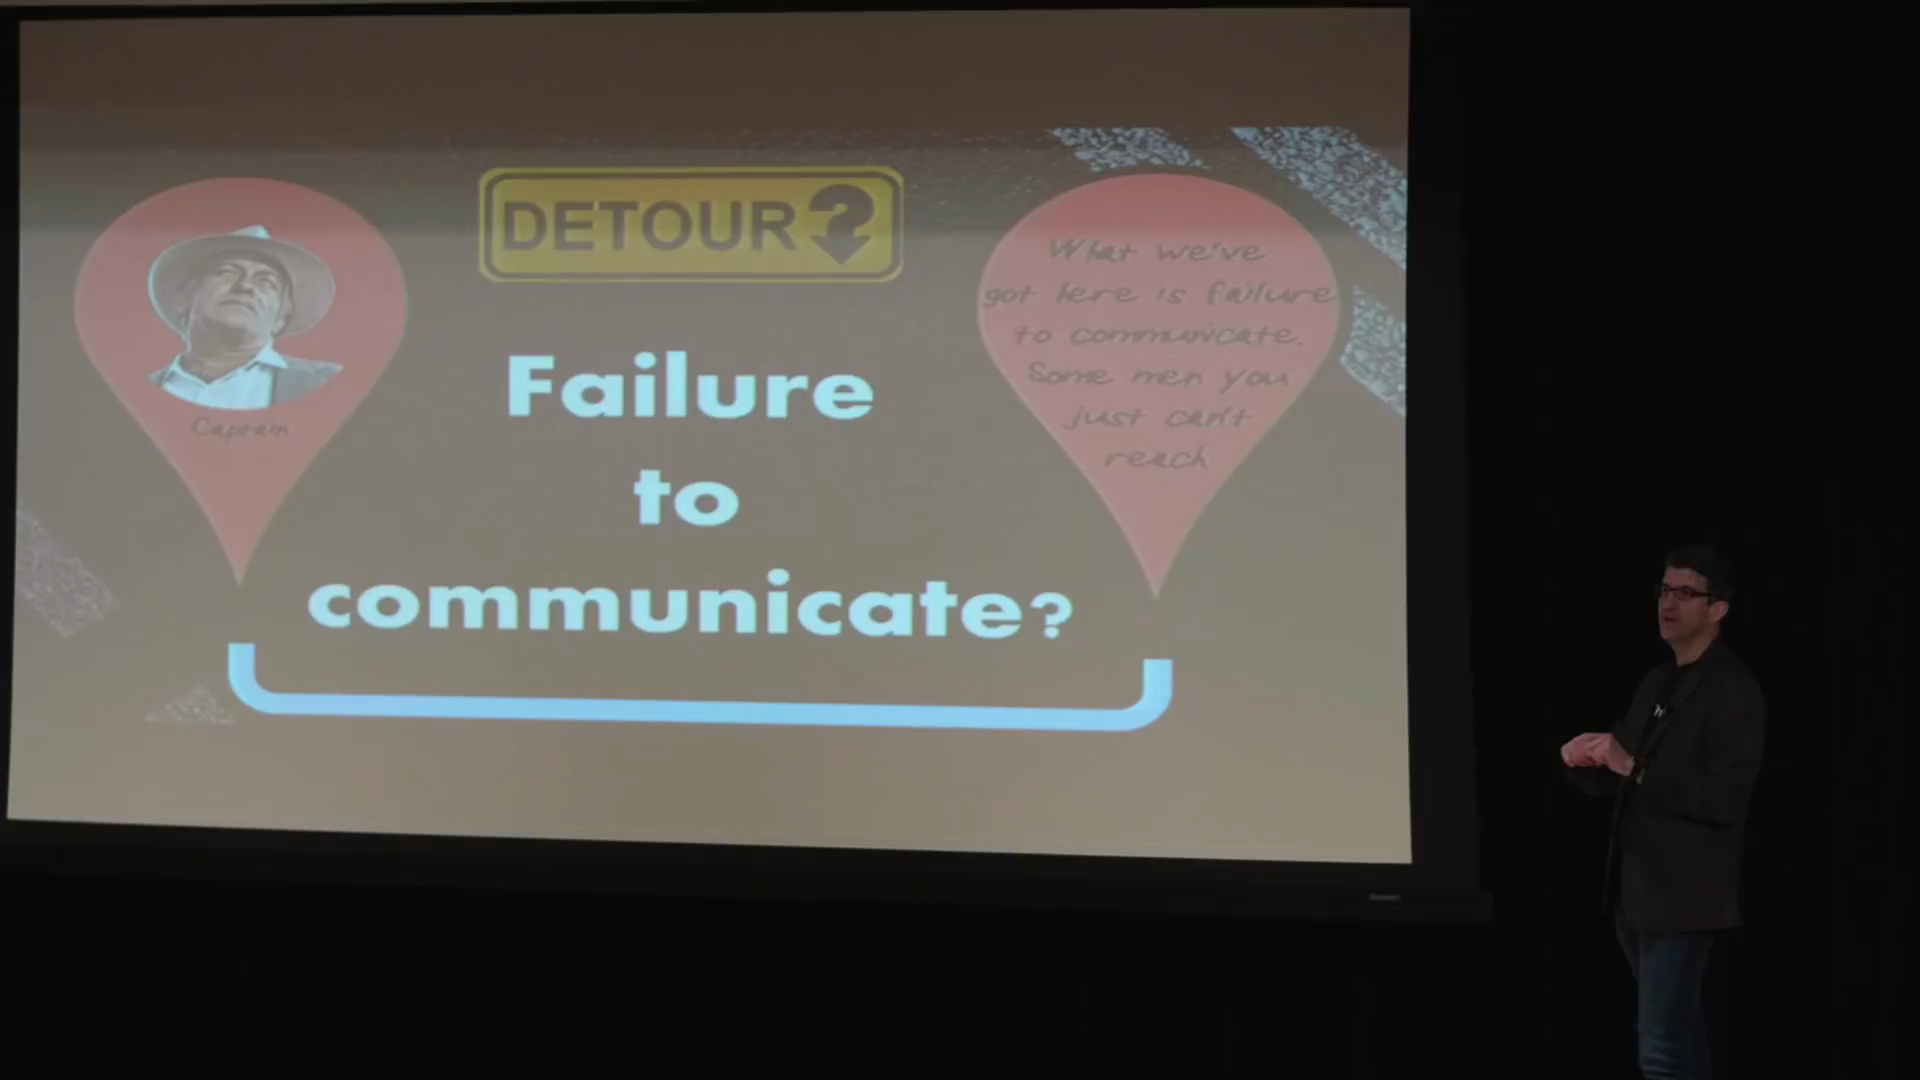 DETOUR?
Captain
Failure
to
communicate?
What we've
got here is failure
to communicate.
Some men you
just can't
reach